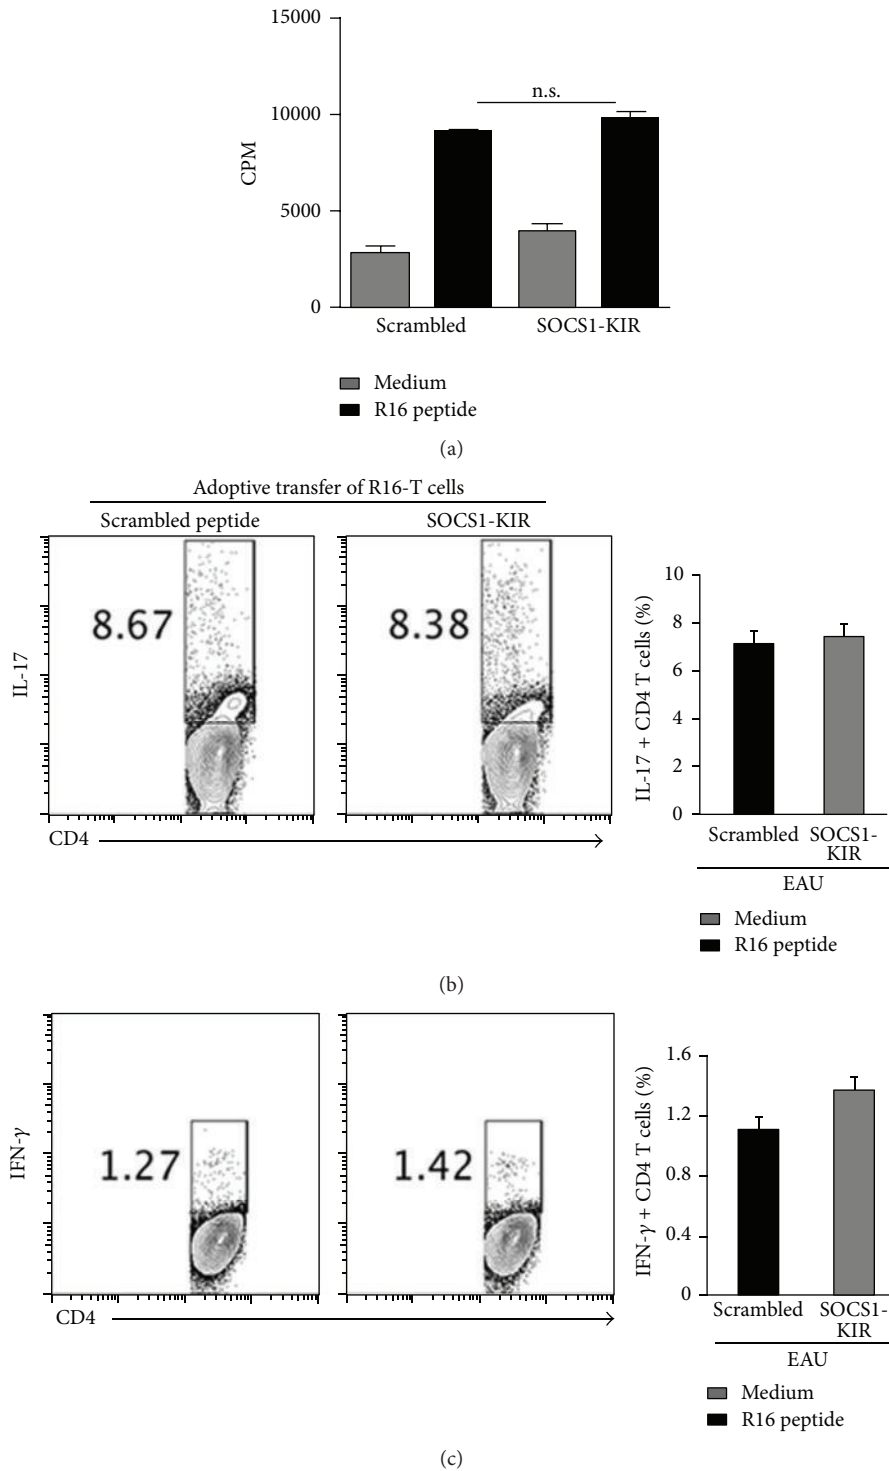 15000
n.s.
10000
CPM
5000
0
Scrambled SOCS1-KIR
Medium
R16 peptide
(a)
Adoptive transfer of R16-T cells
Scrambled peptide SOCS1-KIR
8.67 8.38
IL-17
CD4
10
8
6
4
2
0
IL-17 + CD4 T cells (%)
Scrambled SOCS1-
KIR
EAU
Medium
R16 peptide
(b)
1.27 1.42
IFN-γ
CD4
1.6
1.2
0.8
0.4
0
IFN-γ + CD4 T cells (%)
Scrambled SOCS1-
KIR
EAU
Medium
R16 peptide
(c)